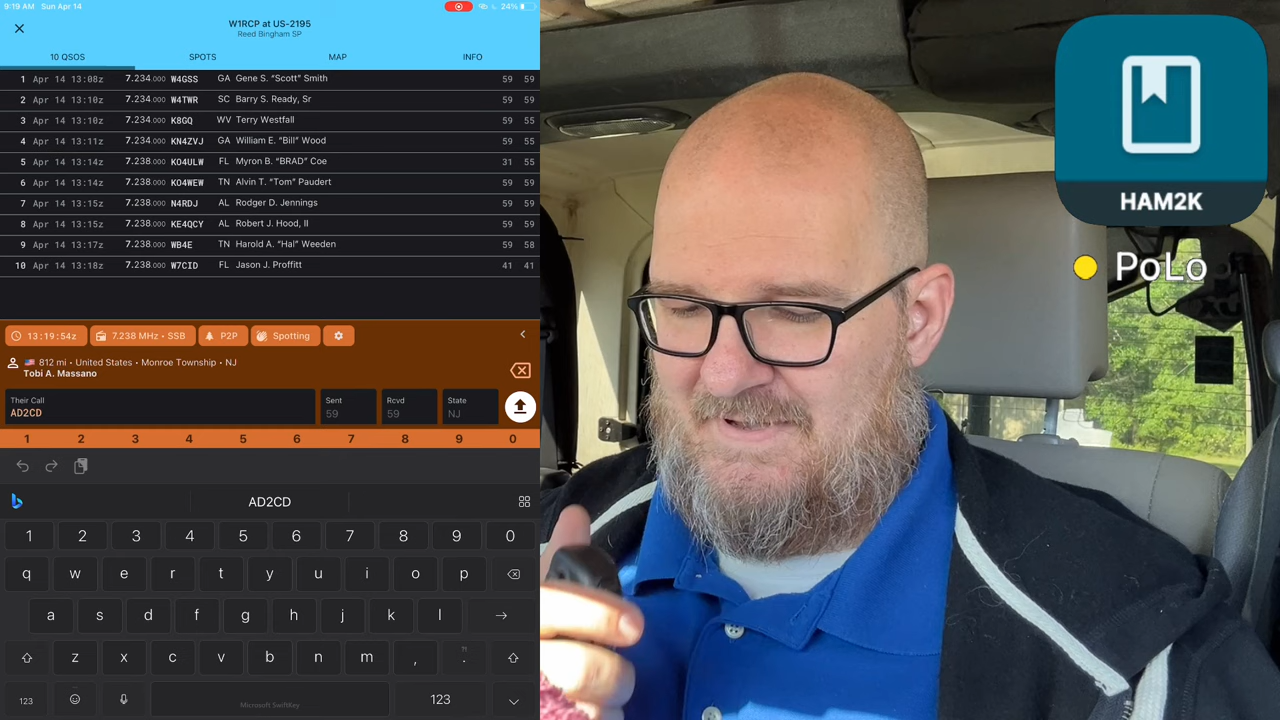 9:19 AM Sun Apr 14
24%
W1RCP at US-2195
Reed Bingham SP
10 QSOS SPOTS MAP INFO
1 Apr 14 13:08z 7.234.000 W4GSS GA Gene S. "Scott" Smith 59 59
2 Apr 14 13:10z 7.234.000 W4TWR SC Barry S. Ready, Sr 59 55
3 Apr 14 13:10z 7.234.000 K8GQ WV Terry Westfall 59 55
4 Apr 14 13:11z 7.234.000 KN4ZVJ GA William E. "Bill" Wood 59 55
5 Apr 14 13:14z 7.238.000 KO4ULW FL Myron B. "BRAD" Coe 31 55
6 Apr 14 13:14z 7.238.000 KO4WEW TN Alvin T. "Tom" Paudert 59 59
7 Apr 14 13:15z 7.238.000 N4RDJ AL Rodger D. Jennings 59 59
8 Apr 14 13:15z 7.238.000 KE4QCY AL Robert J. Hood, II 59 59
9 Apr 14 13:17z 7.238.000 WB4E TN Harold A. "Hal" Weeden 59 58
10 Apr 14 13:18z 7.238.000 W7CID FL Jason J. Proffitt 41 41
13:19:54z 7.238 MHz • SSB P2P Spotting
812 mi • United States • Monroe Township • NJ
Tobi A. Massano
Their Call Sent Rcvd State
AD2CD 59 59 NJ
1 2 3 4 5 6 7 8 9 0
AD2CD
1 2 3 4 5 6 7 8 9 0
q w e r t y u i o p
a s d f g h j k l
z x c v b n m , .
123 Microsoft SwiftKey 123
HAM2K
PoLo